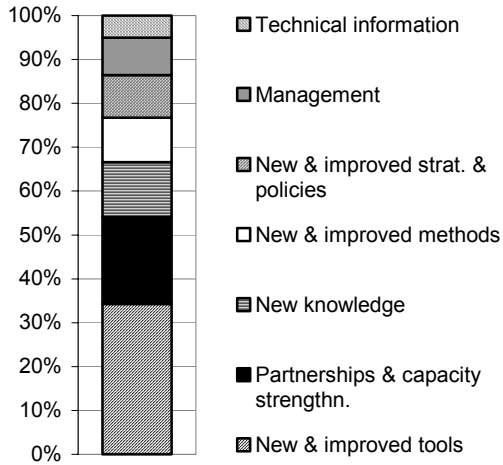 100%
90%
80%
70%
60%
50%
40%
30%
20%
10%
0%
Technical information
Management
New & improved strat. &
policies
New & improved methods
New knowledge
Partnerships & capacity
strengthn.
New & improved tools